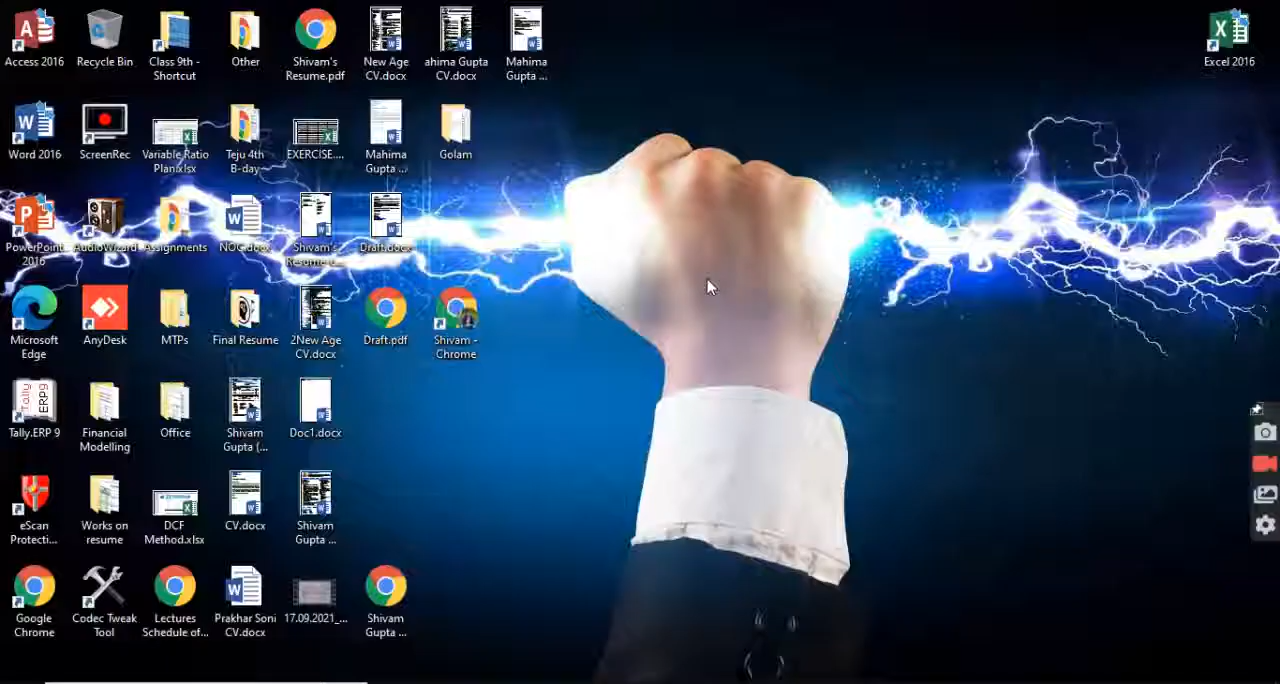 Access 2016
Recycle Bin
Class 9th -
Shortcut
Other
Shivam's
Resume.pdf
New Age
CV.docx
ahima Gupta
CV.docx
Mahima
Gupta ...
Excel 2016
Word 2016
ScreenRec
Variable Ratio
Plan.xlsx
Teju 4th
B-day
EXERCISE....
Mahima
Gupta ...
Golam
PowerPoint
2016
AudioWizard
Assignments
NOC.docx
Shivam's
Resume
Draft.docx
Microsoft
Edge
AnyDesk
MTPs
Final Resume
2New Age
CV.docx
Draft.pdf
Shivam -
Chrome
Tally
ERP9
Tally.ERP 9
Financial
Modelling
Office
Shivam
Gupta (...
Doc1.docx
eScan
Protecti...
Works on
resume
DCF
Method.xlsx
CV.docx
Shivam
Gupta ...
Google
Chrome
Codec Tweak
Tool
Lectures
Schedule of...
Prakhar Soni
CV.docx
17.09.2021_...
Shivam
Gupta ...